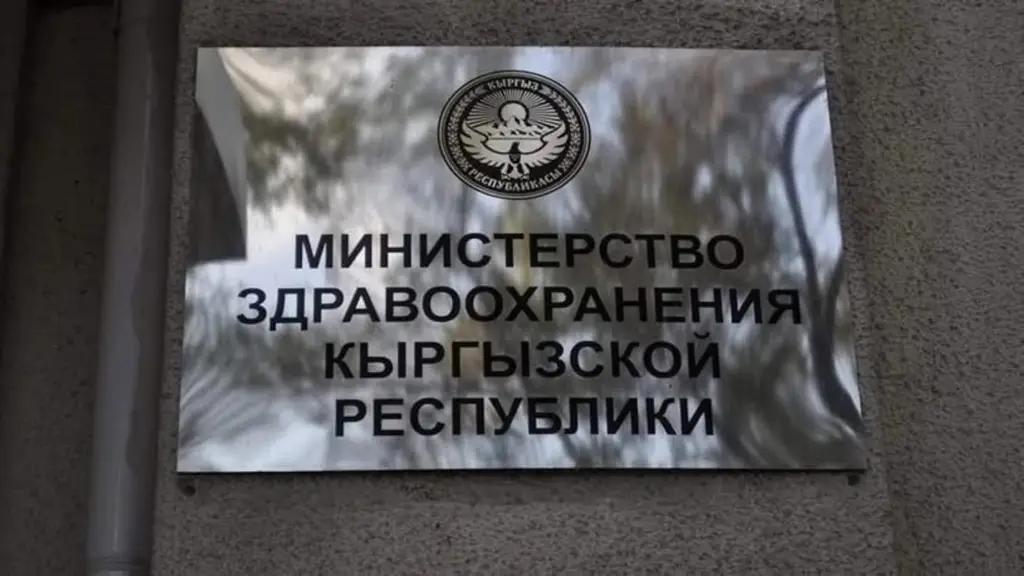 КЫРГЫЗ
РЕСПУБЛИКАСЫ
МИНИСТЕРСТВО
ЗДРАВООХРАНЕНИЯ
КЫРГЫЗСКОЙ
РЕСПУБЛИКИ